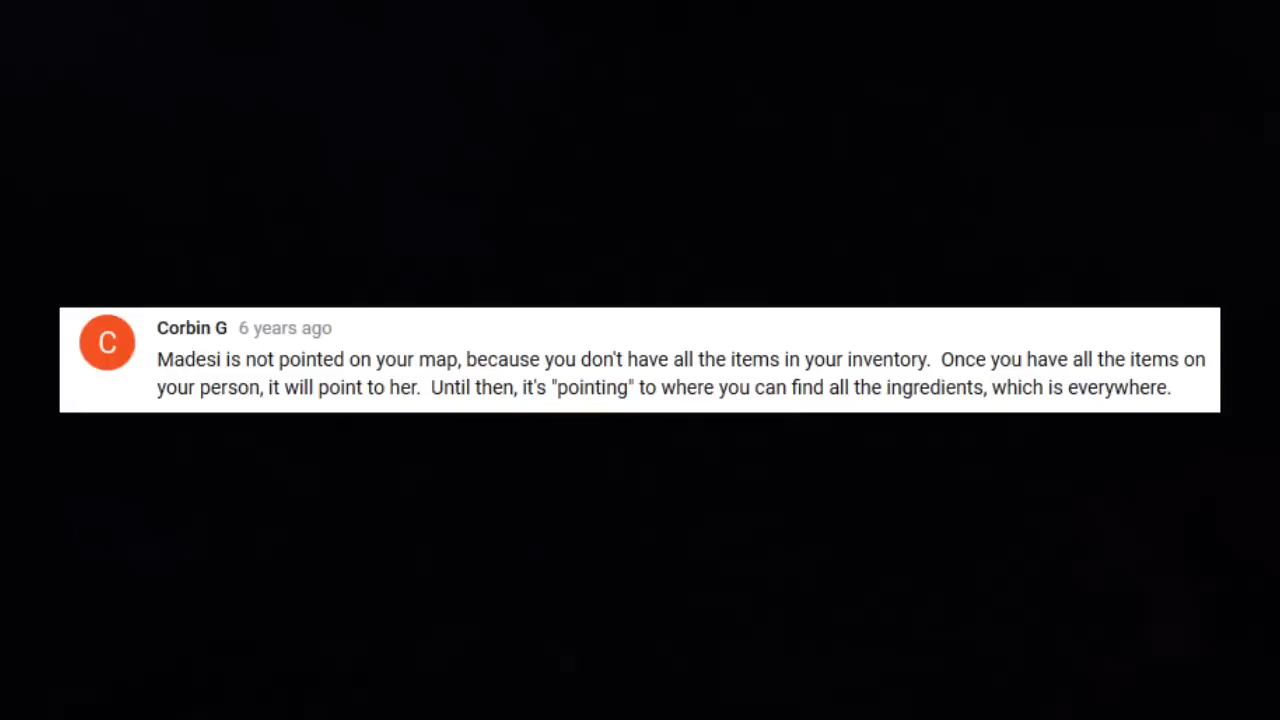 C
Corbin G 6 years ago
Madesi is not pointed on your map, because you don't have all the items in your inventory.  Once you have all the items on
your person, it will point to her.  Until then, it's "pointing" to where you can find all the ingredients, which is everywhere.